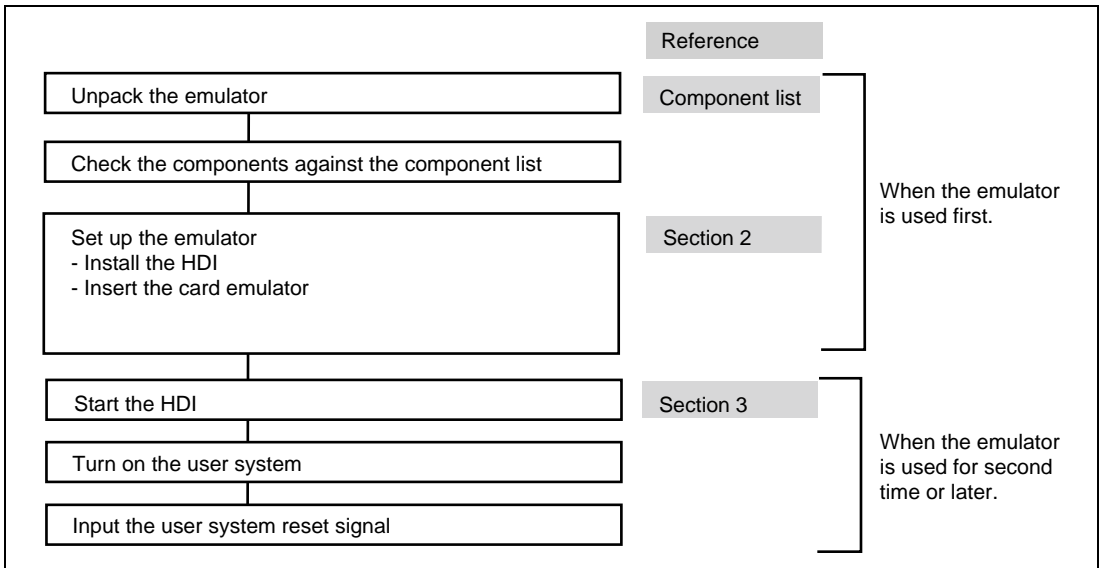 Reference
Unpack the emulator
Component list
Check the components against the component list
When the emulator
is used first.
Set up the emulator
- Install the HDI
- Insert the card emulator
Section 2
Start the HDI
Section 3
Turn on the user system
When the emulator
is used for second
time or later.
Input the user system reset signal